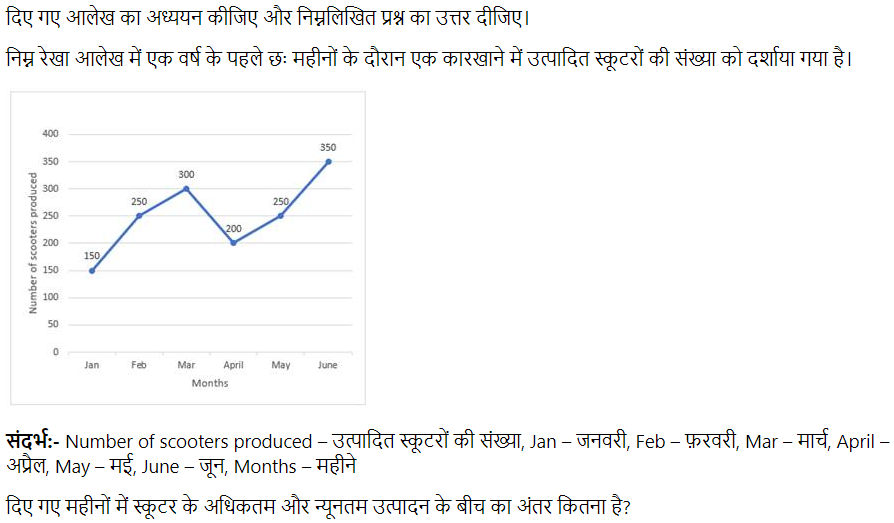 दिए गए आलेख का अध्ययन कीजिए और निम्नलिखित प्रश्न का उत्तर दीजिए।
निम्न रेखा आलेख में एक वर्ष के पहले छः महीनों के दौरान एक कारखाने में उत्पादित स्कूटरों की संख्या को दर्शाया गया है।
Number of scooters produced
400
350
300
250
200
150
100
50
0
150
250
300
200
250
350
Jan Feb Mar April May June
Months
संदर्भ:- Number of scooters produced – उत्पादित स्कूटरों की संख्या, Jan – जनवरी, Feb – फ़रवरी, Mar – मार्च, April –
अप्रैल, May – मई, June – जून, Months – महीने
दिए गए महीनों में स्कूटर के अधिकतम और न्यूनतम उत्पादन के बीच का अंतर कितना है?